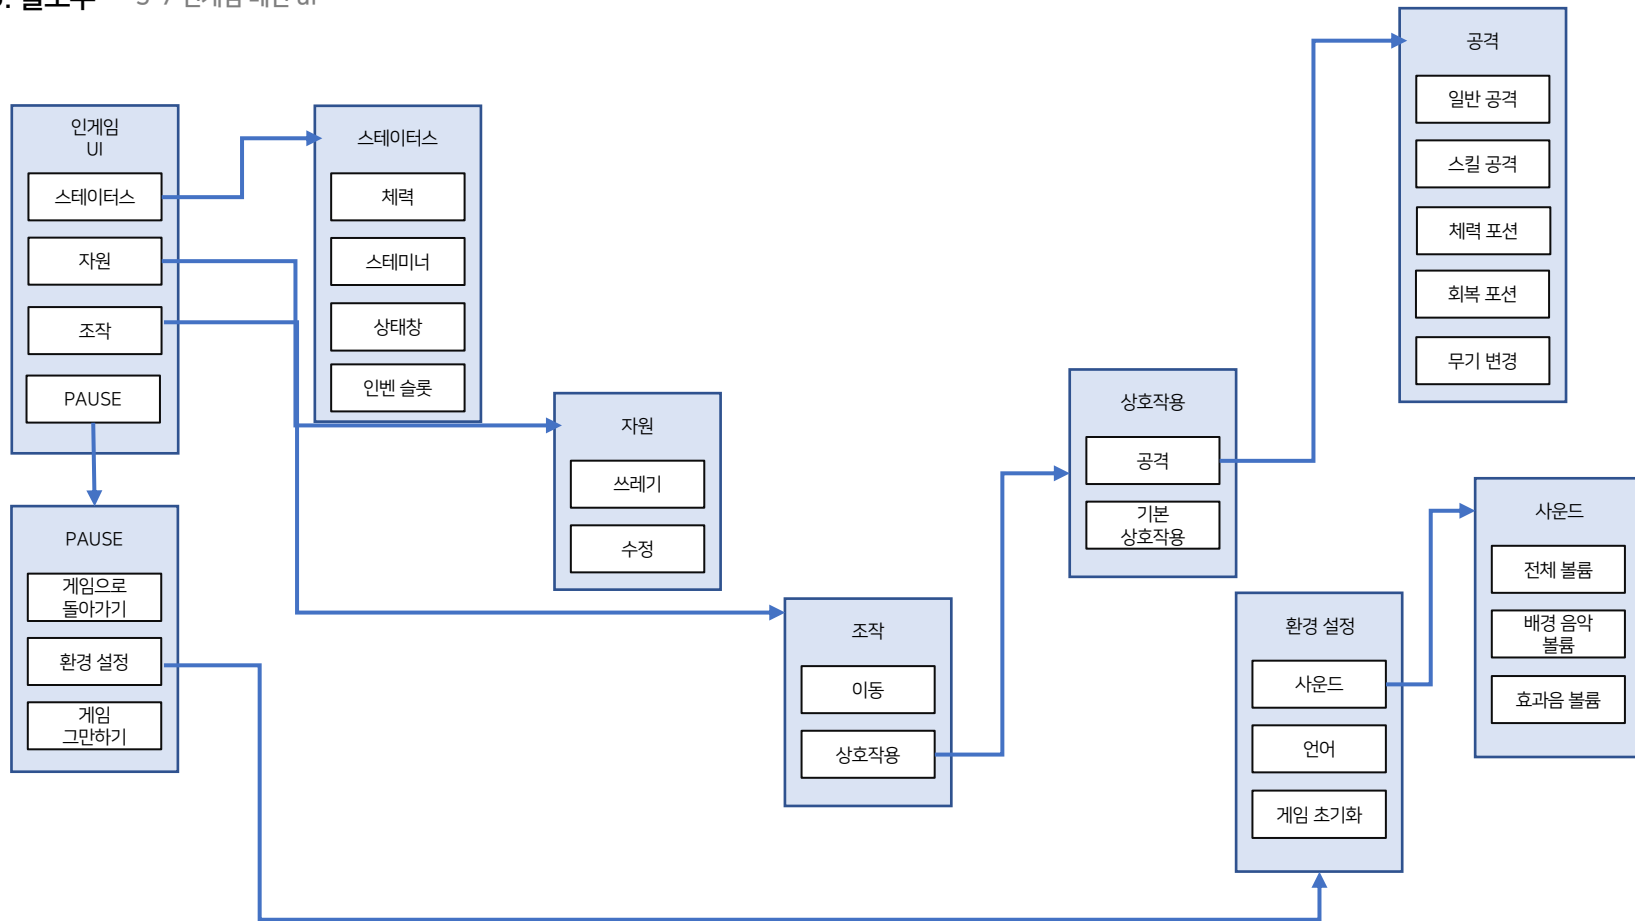 인게임
UI
스테이터스
자원
조작
PAUSE
스테이터스
체력
스테미너
상태창
인벤 슬롯
자원
쓰레기
수정
PAUSE
게임으로
돌아가기
환경 설정
게임
그만하기
조작
이동
상호작용
상호작용
공격
기본
상호작용
공격
일반 공격
스킬 공격
체력 포션
회복 포션
무기 변경
환경 설정
사운드
언어
게임 초기화
사운드
전체 볼륨
배경 음악
볼륨
효과음 볼륨